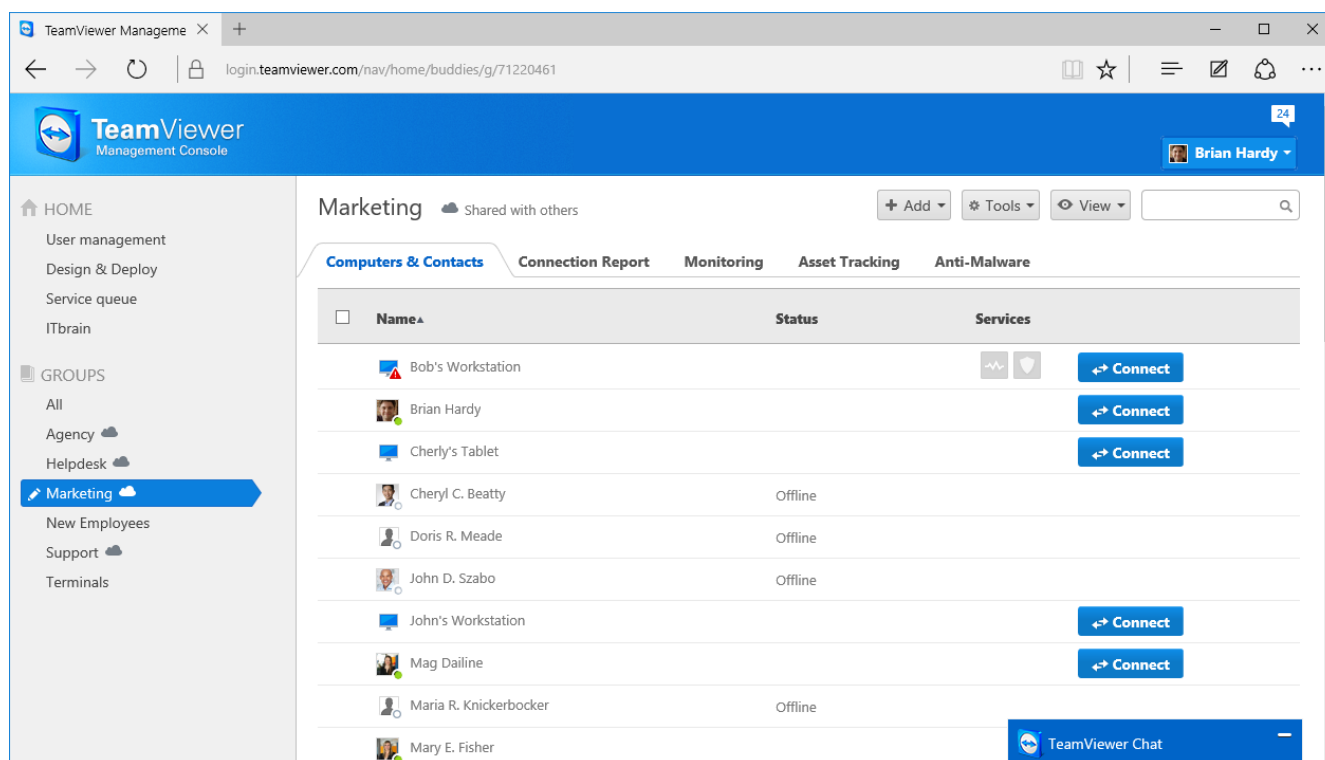 TeamViewer Manageme
login.teamviewer.com/nav/home/buddies/g/71220461
TeamViewer
Management Console
24
Brian Hardy
HOME
User management
Design & Deploy
Service queue
ITbrain
GROUPS
All
Agency
Helpdesk
Marketing
New Employees
Support
Terminals
Marketing Shared with others
Add Tools View
Computers & Contacts Connection Report Monitoring Asset Tracking Anti-Malware
Name Status Services
Bob's Workstation Connect
Brian Hardy Connect
Cherly's Tablet Connect
Cheryl C. Beatty Offline
Doris R. Meade Offline
John D. Szabo Offline
John's Workstation Connect
Mag Dailine Connect
Maria R. Knickerbocker Offline
Mary E. Fisher
TeamViewer Chat